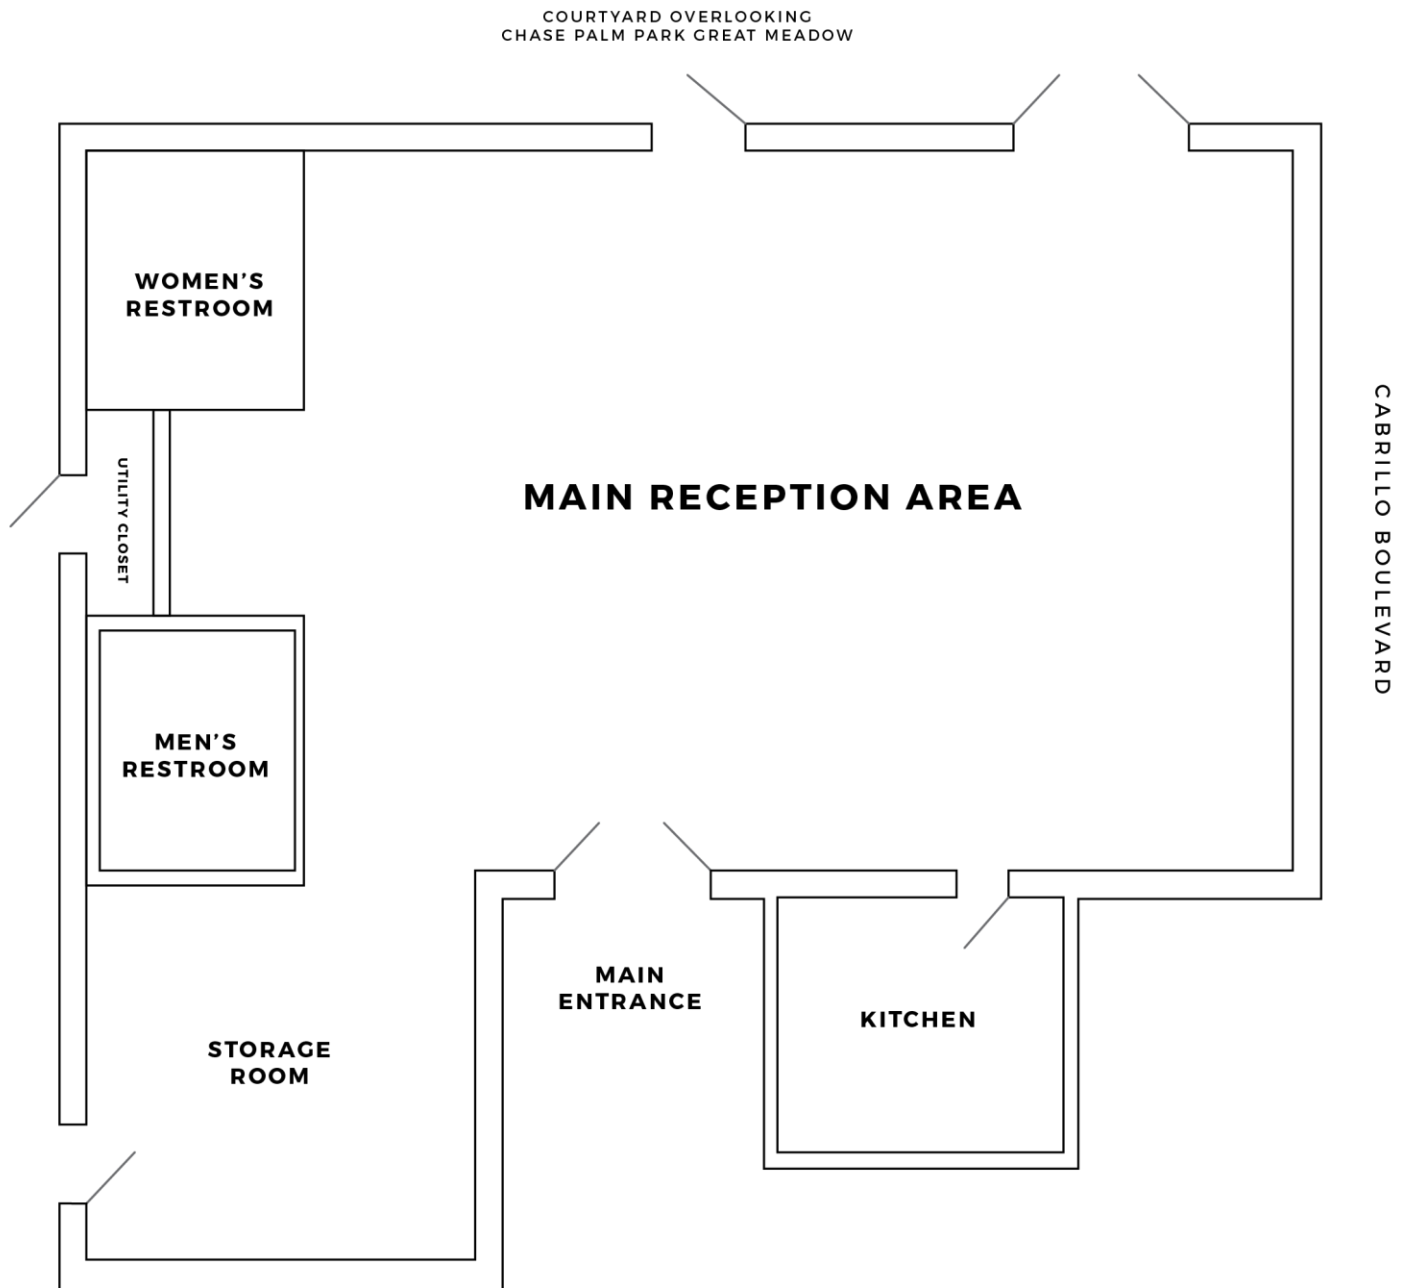 COURTYARD OVERLOOKING
CHASE PALM PARK GREAT MEADOW
WOMEN’S
RESTROOM
UTILITY CLOSET
MAIN RECEPTION AREA
CABRILLO BOULEVARD
MEN’S
RESTROOM
MAIN
ENTRANCE
KITCHEN
STORAGE
ROOM